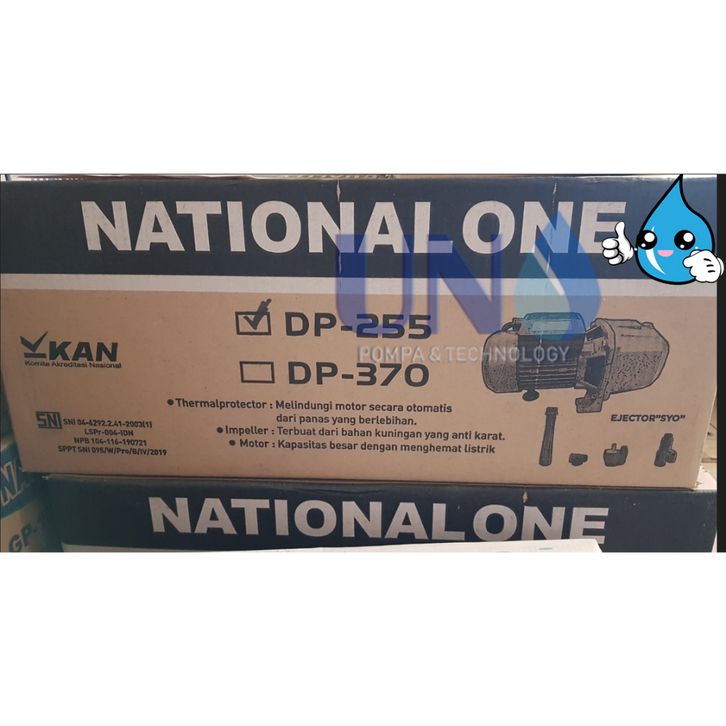 NATIONAL ONE
UNO
POMPA & TECHNOLOGY
DP-255
DP-370
KAN
Komite Akreditasi Nasional
• Thermalprotector : Melindungi motor secara otomatis
dari panas yang berlebihan.
• Impeller : Terbuat dari bahan kuningan yang anti karat.
• Motor : Kapasitas besar dengan menghemat listrik
SNI SNI 04-6292.2.41-2003(1)
LSPr-004-IDN
NPB 104-116-190721
SPPT SNI 095/W/Pro/B/IV/2019
EJECTOR"SYO"
NATIONAL ONE
GP-